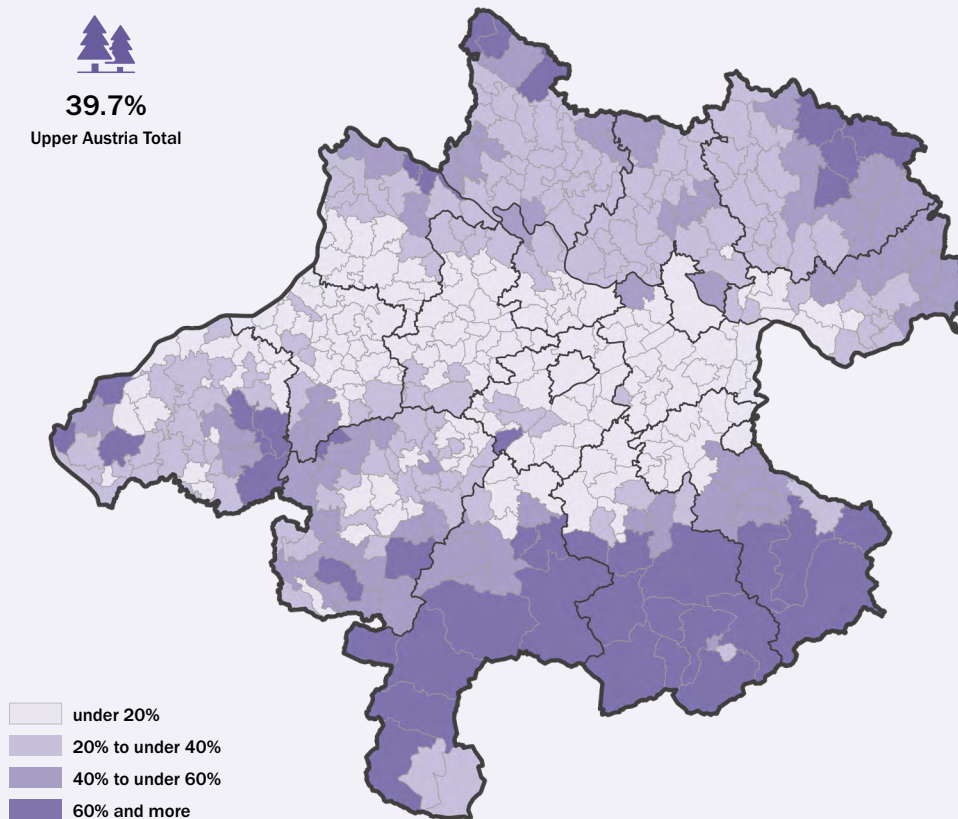 39.7%
Upper Austria Total
under 20%
20% to under 40%
40% to under 60%
60% and more